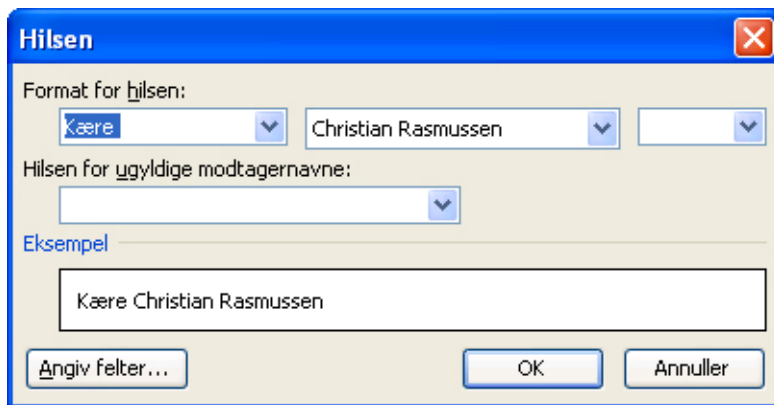 Hilsen
Format for hilsen:
Kære Christian Rasmussen
Hilsen for ugyldige modtagernavne:
Eksempel
Kære Christian Rasmussen
Angiv felter... OK Annuller